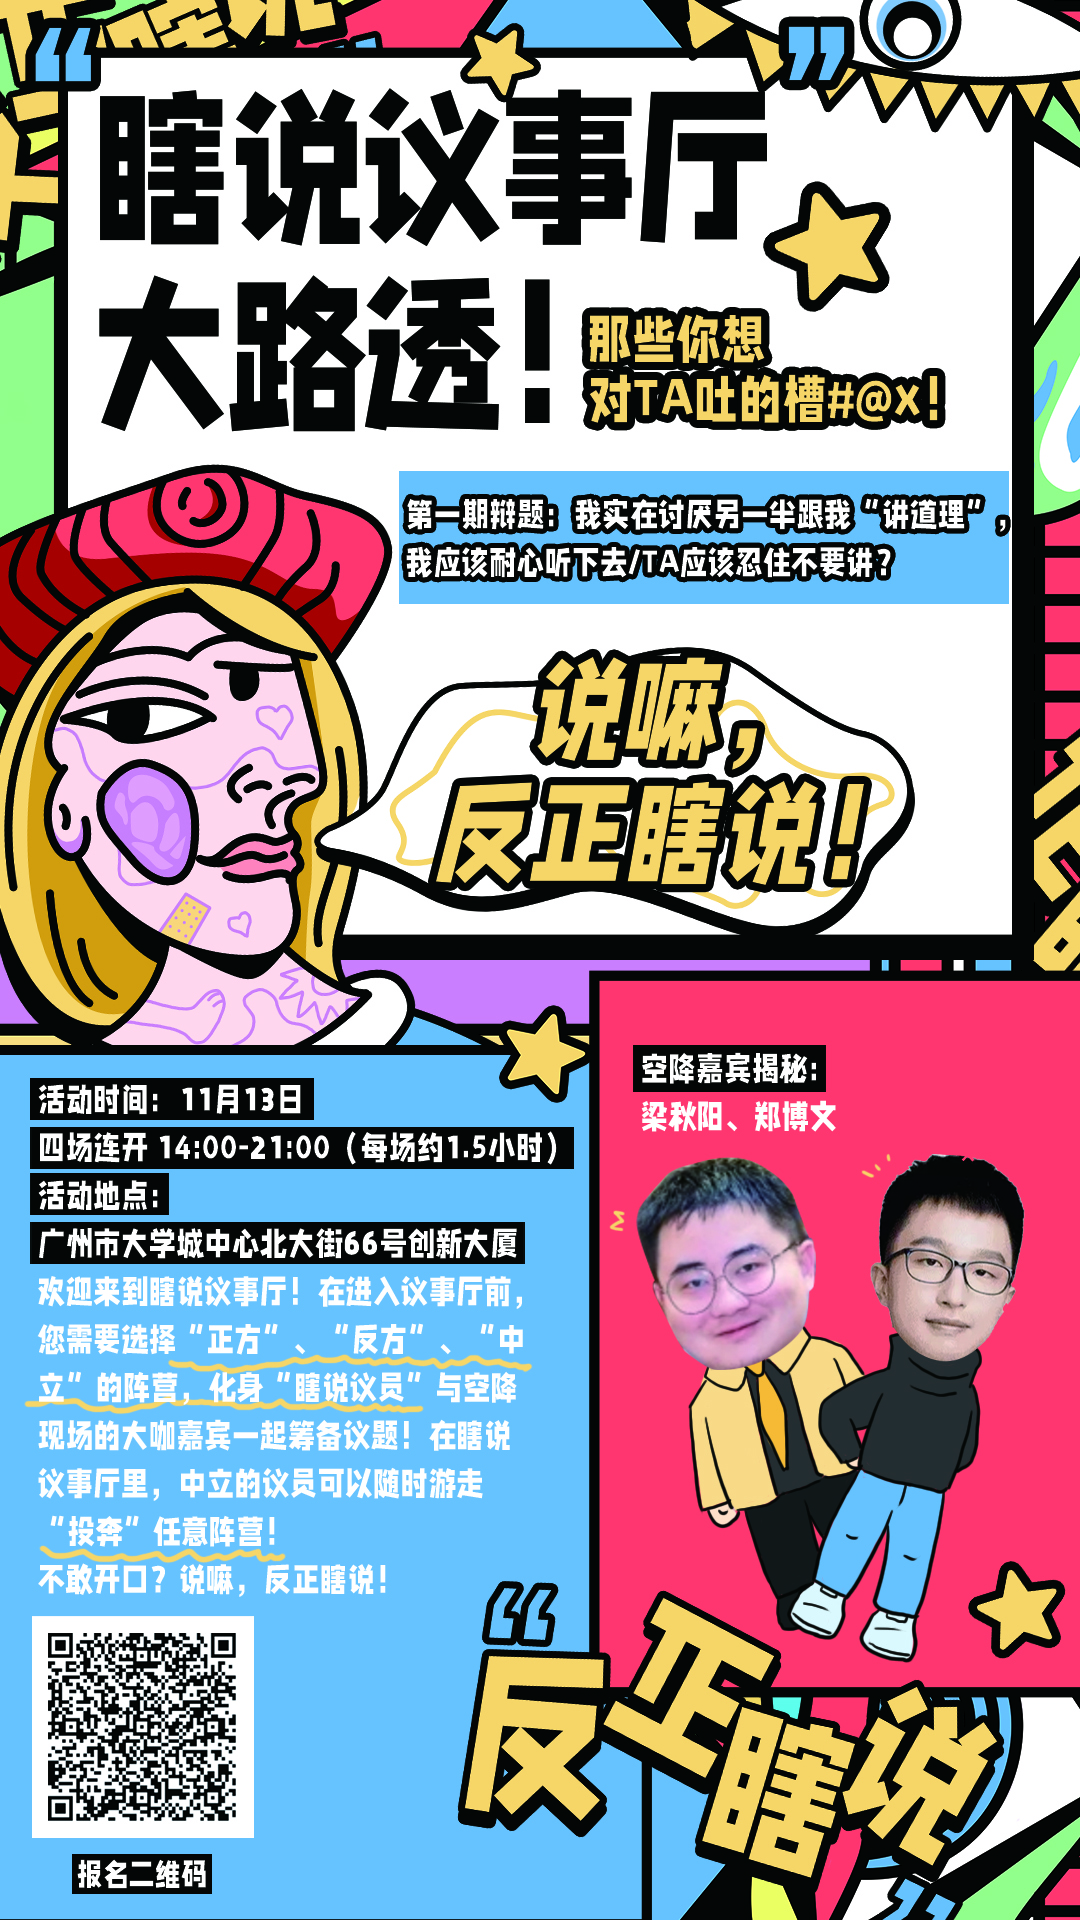 瞎说议事厅
大路透！
那些你想
对TA吐的槽#@x！
第一期辩题：我实在讨厌另一半跟我“讲道理”，
我应该耐心听下去/TA应该忍住不要讲？
说嘛，
反正瞎说！
空降嘉宾揭秘：
梁秋阳、郑博文
活动时间：11月13日
四场连开 14:00-21:00（每场约1.5小时）
活动地点：
广州市大学城中心北大街66号创新大厦
欢迎来到瞎说议事厅！在进入议事厅前，
您需要选择“正方”、“反方”、“中
立”的阵营，化身“瞎说议员”与空降
现场的大咖嘉宾一起筹备议题！在瞎说
议事厅里，中立的议员可以随时游走
“投奔”任意阵营！
不敢开口？说嘛，反正瞎说！
“反正瞎说”
报名二维码